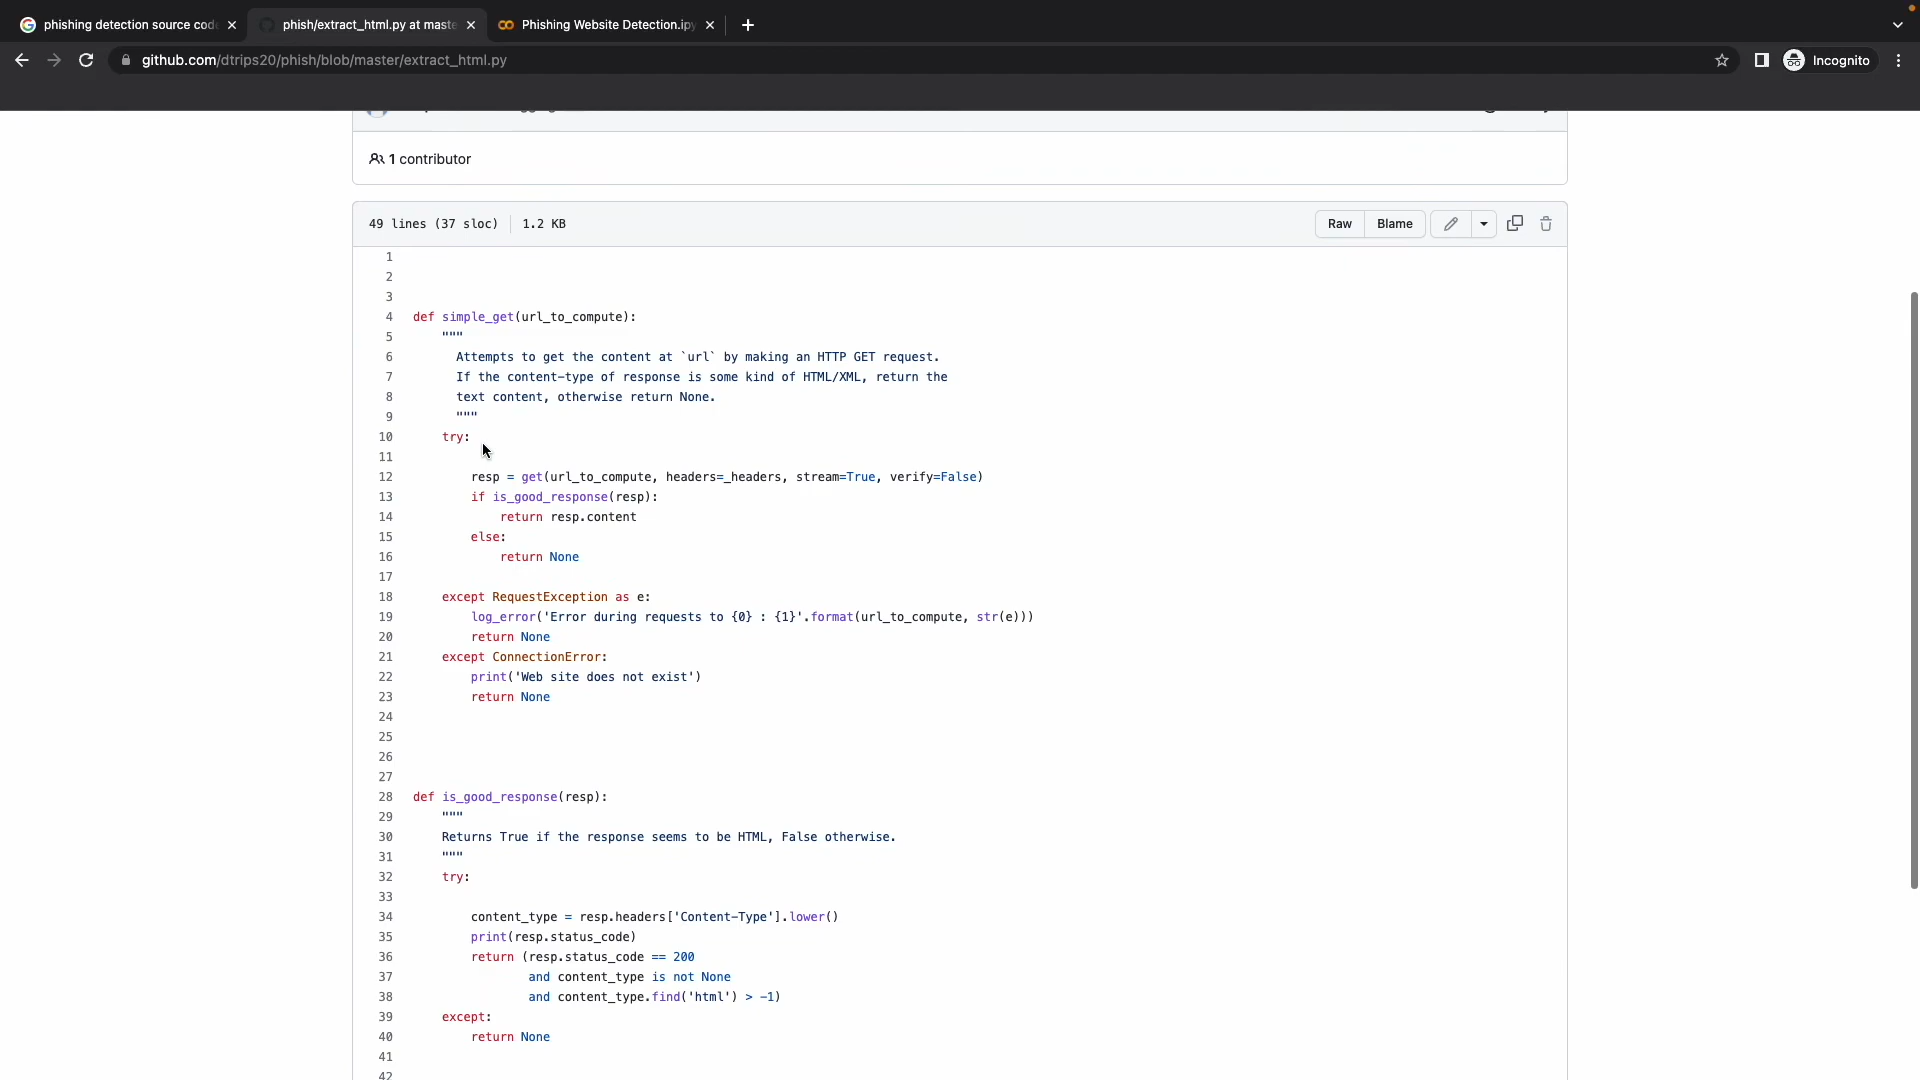 phishing detection source cod
phish/extract_html.py at maste
Phishing Website Detection.ipy
github.com/dtrips20/phish/blob/master/extract_html.py
Incognito
1 contributor
49 lines (37 sloc) 1.2 KB
Raw Blame
1
2
3
4 def simple_get(url_to_compute):
5 """
6 Attempts to get the content at `url` by making an HTTP GET request.
7 If the content-type of response is some kind of HTML/XML, return the
8 text content, otherwise return None.
9 """
10 try:
11
12 resp = get(url_to_compute, headers=_headers, stream=True, verify=False)
13 if is_good_response(resp):
14 return resp.content
15 else:
16 return None
17
18 except RequestException as e:
19 log_error('Error during requests to {0} : {1}'.format(url_to_compute, str(e)))
20 return None
21 except ConnectionError:
22 print('Web site does not exist')
23 return None
24
25
26
27
28 def is_good_response(resp):
29 """
30 Returns True if the response seems to be HTML, False otherwise.
31 """
32 try:
33
34 content_type = resp.headers['Content-Type'].lower()
35 print(resp.status_code)
36 return (resp.status_code == 200
37 and content_type is not None
38 and content_type.find('html') > -1)
39 except:
40 return None
41
42